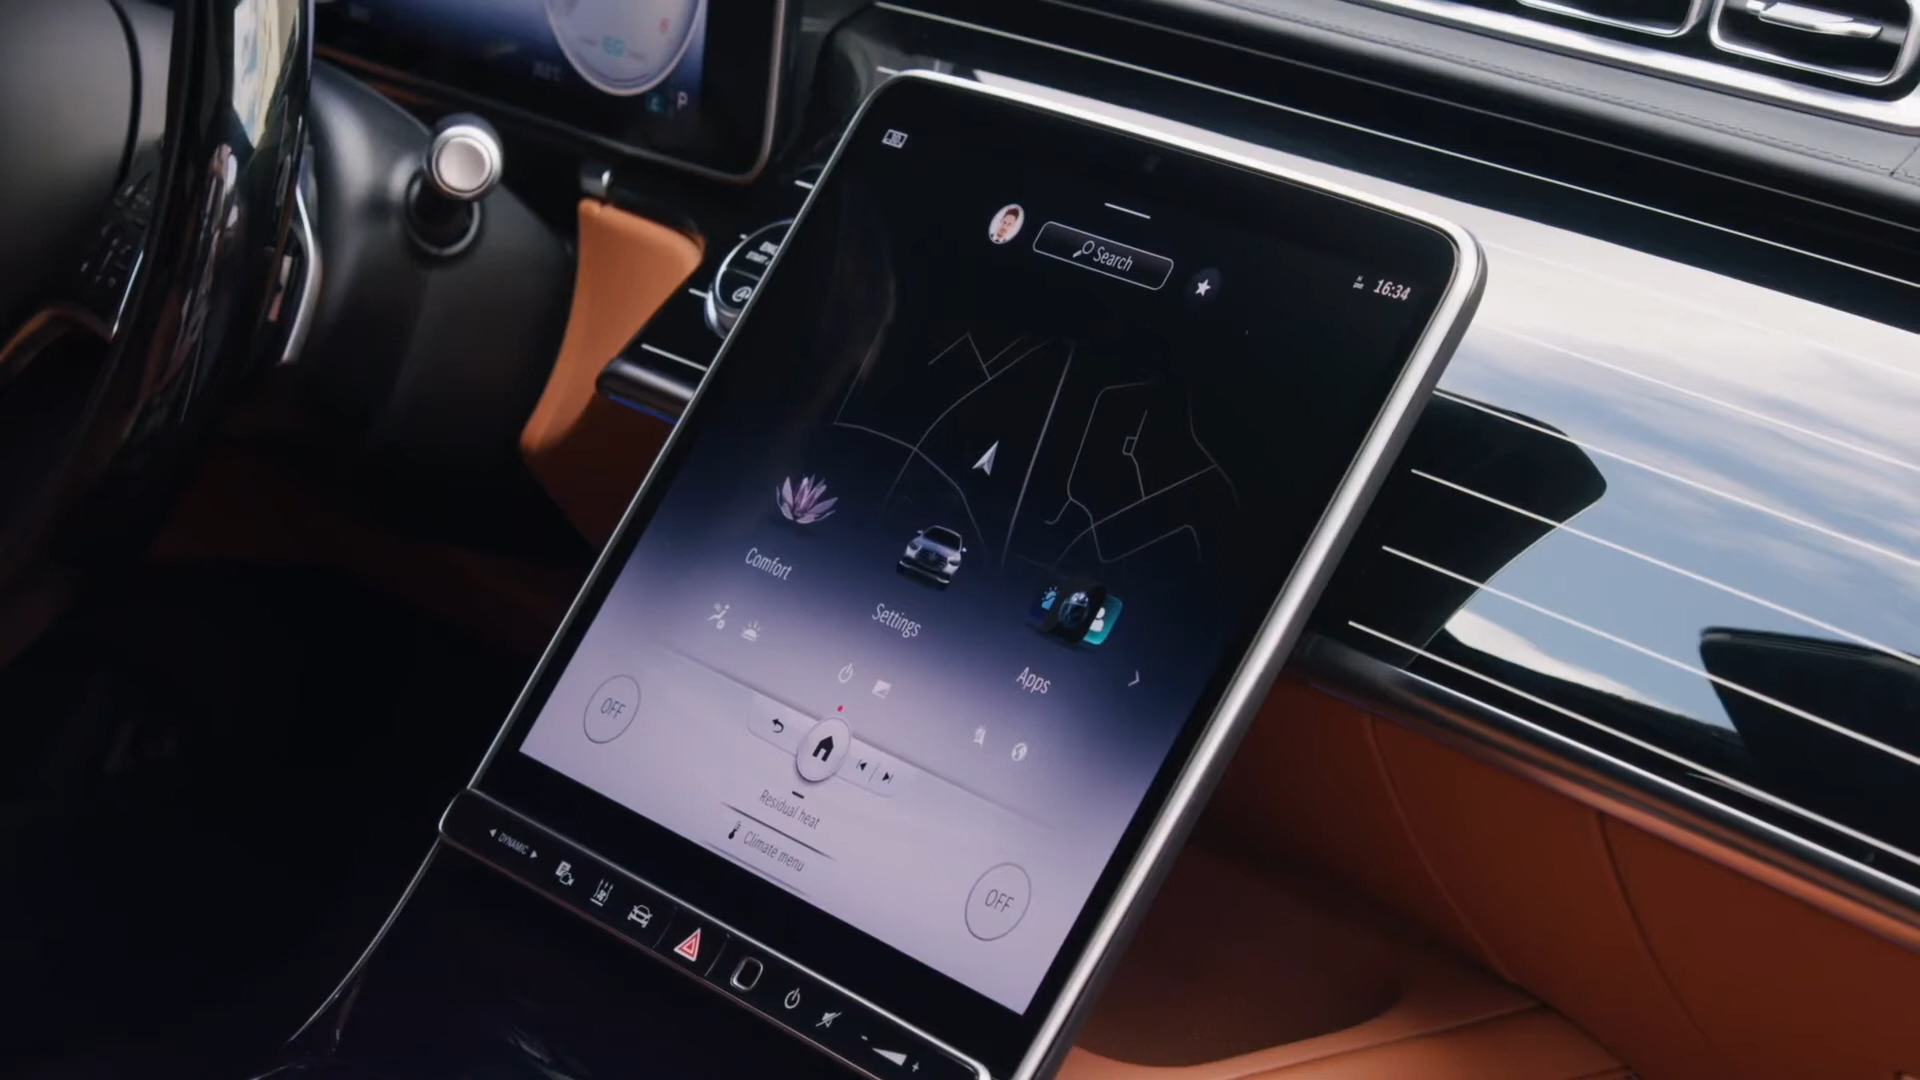 P
Search
16:34
Comfort
Settings
Apps
OFF
Residual heat
Climate menu
OFF
DYNAMIC
- +